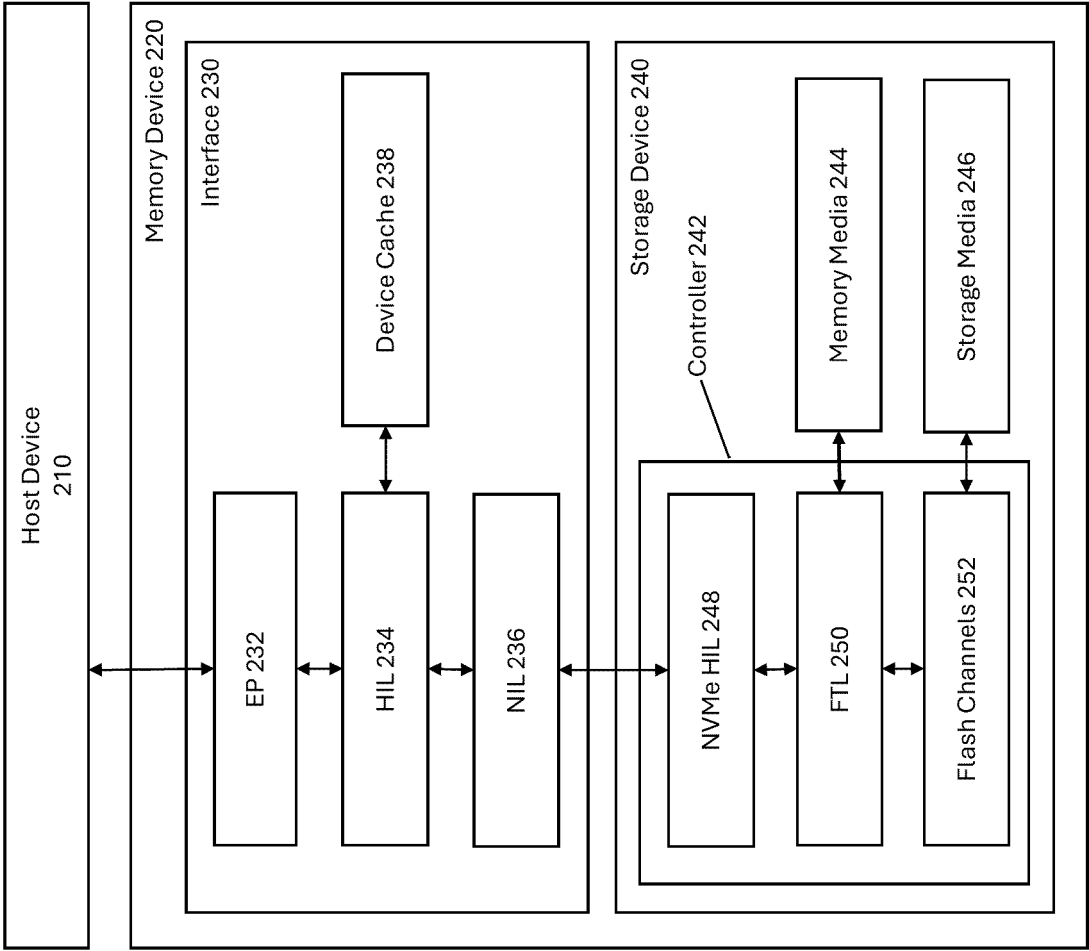 Host Device
210
Memory Device 220
Interface 230
EP 232
HIL 234
Device Cache 238
NIL 236
Storage Device 240
Controller 242
NVMe HIL 248
FTL 250
Memory Media 244
Flash Channels 252
Storage Media 246